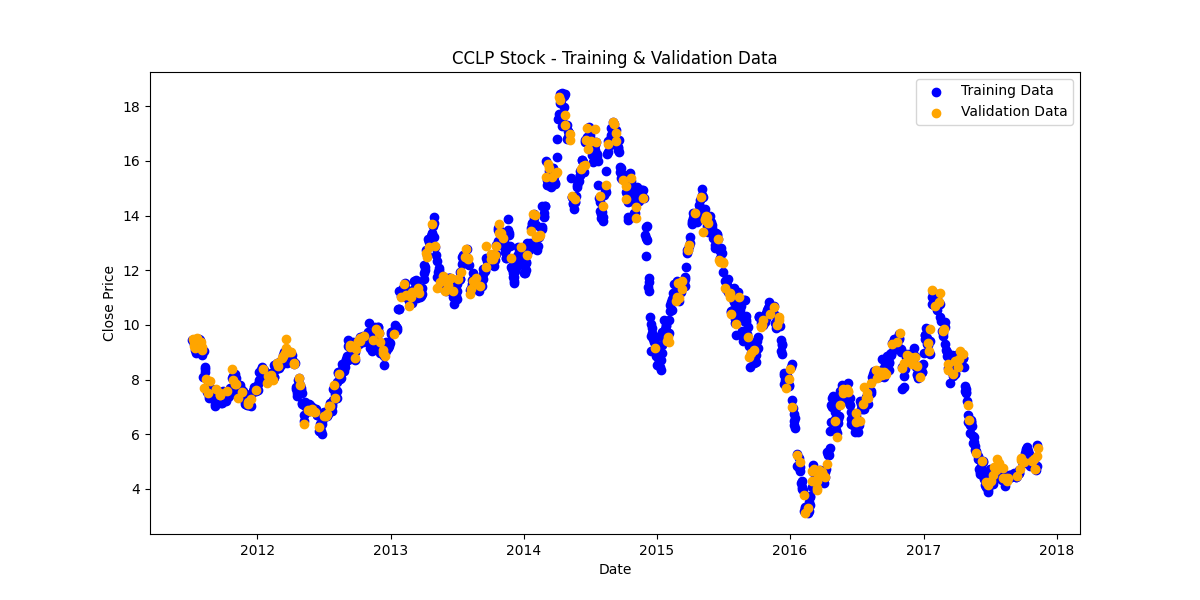 CCLP Stock - Training & Validation Data
Training Data
Validation Data
Close Price
18
16
14
12
10
8
6
4
2012 2013 2014 2015 2016 2017 2018
Date